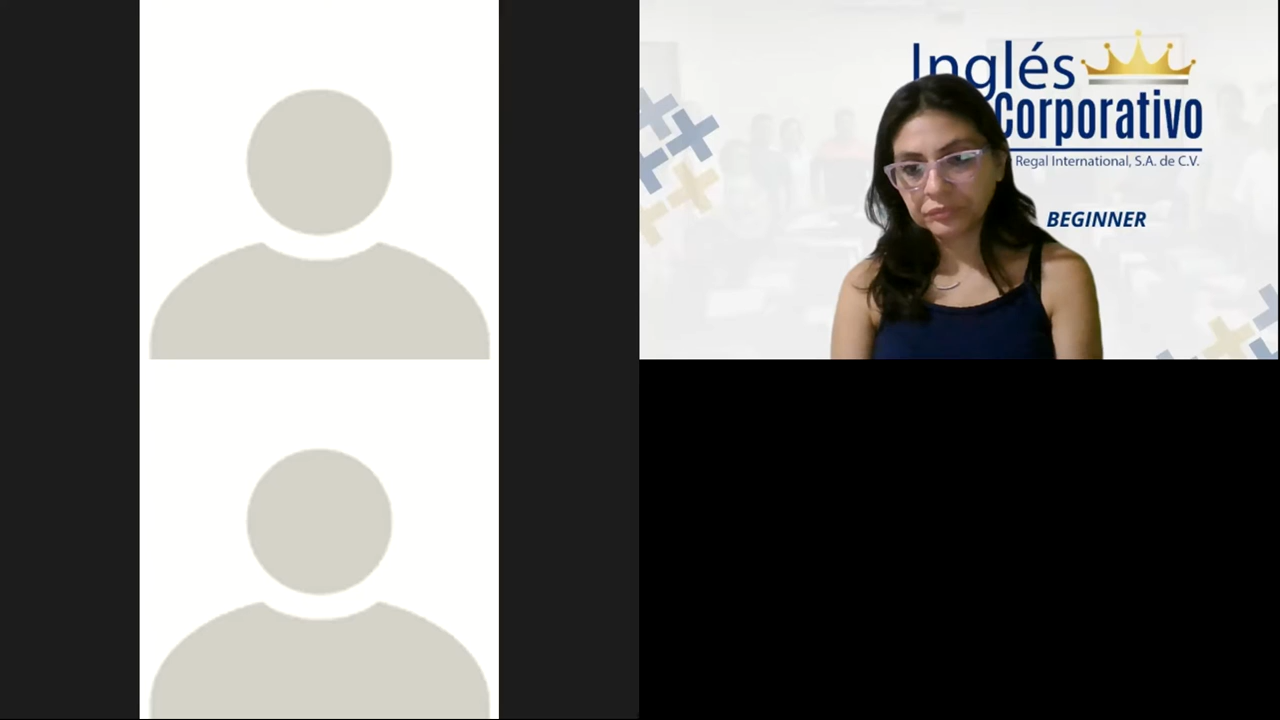 Inglés
Corporativo
Regal International, S.A. de C.V.
BEGINNER